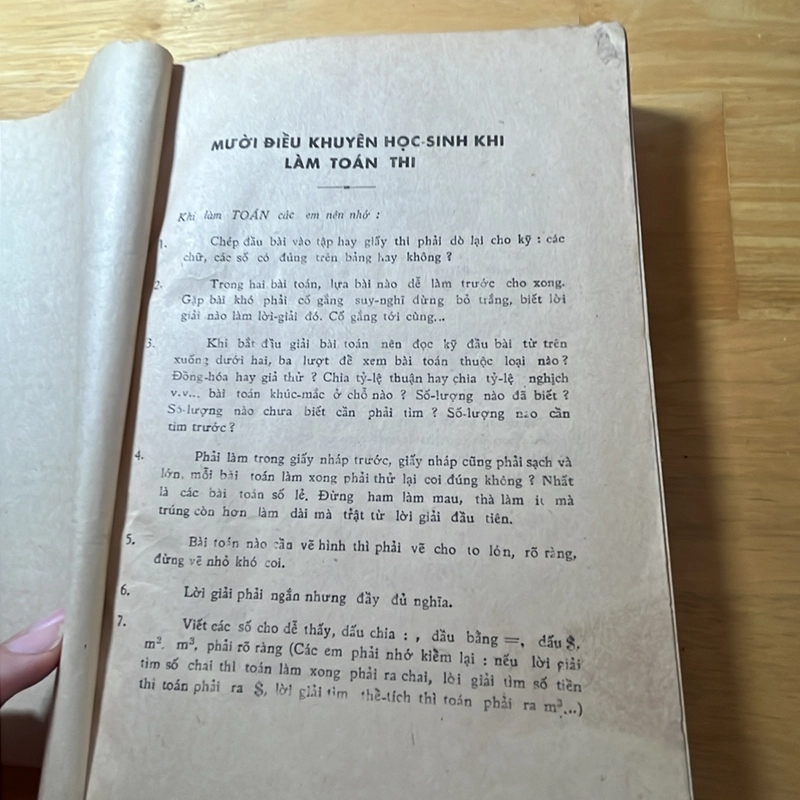 MƯỜI ĐIỀU KHUYÊN HỌC-SINH KHI
LÀM TOÁN THI
Khi làm TOÁN các em nên nhớ :
1. Chép đầu bài vào tập hay giấy thi phải dò lại cho kỹ : các
chữ, các số có đúng trên bảng hay không ?
2. Trong hai bài toán, lựa bài nào dễ làm trước cho xong.
Gặp bài khó phải cố gắng suy-nghĩ đừng bỏ trắng, biết lời
giải nào làm lời-giải đó. Cố gắng tới cùng...
3. Khi bắt đầu giải bài toán nên đọc kỹ đầu bài từ trên
xuống dưới hai, ba lượt để xem bài toán thuộc loại nào ?
Đồng-hóa hay giả thử ? Chia tỷ-lệ thuận hay chia tỷ-lệ nghịch
v.v... bài toán khúc-mắc ở chỗ nào ? Số-lượng nào đã biết ?
Số-lượng nào chưa biết cần phải tìm ? Số-lượng nào cần
tìm trước ?
4. Phải làm trong giấy nháp trước, giấy nháp cũng phải sạch và
lớn, mỗi bài toán làm xong phải thử lại coi đúng không ? Nhất
là các bài toán số lẻ. Đừng ham làm mau, thà làm ít mà
trúng còn hơn làm dài mà trật từ lời giải đầu tiên.
5. Bài toán nào cần vẽ hình thì phải vẽ cho to lớn, rõ ràng,
đừng vẽ nhỏ khó coi.
6. Lời giải phải ngắn nhưng đầy đủ nghĩa.
7. Viết các số cho dễ thấy, dấu chia : , dấu bằng =, dấu $,
m². m³, phải rõ ràng (Các em phải nhớ kiểm lại : nếu lời giải
tìm số chai thì toán làm xong phải ra chai, lời giải tìm số tiền
thì toán phải ra $, lời giải tìm thể-tích thì toán phải ra m³...)